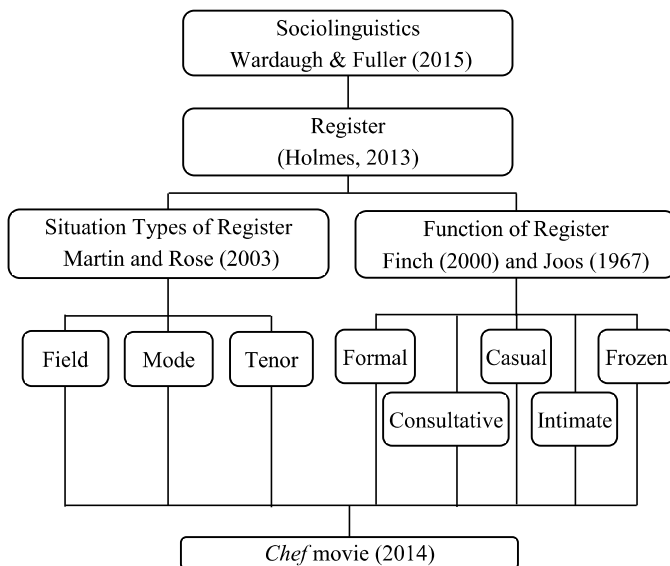 Sociolinguistics
Wardaugh & Fuller (2015)
Register
(Holmes, 2013)
Situation Types of Register
Martin and Rose (2003)
Function of Register
Finch (2000) and Joos (1967)
Field
Mode
Tenor
Formal
Casual
Frozen
Consultative
Intimate
Chef movie (2014)